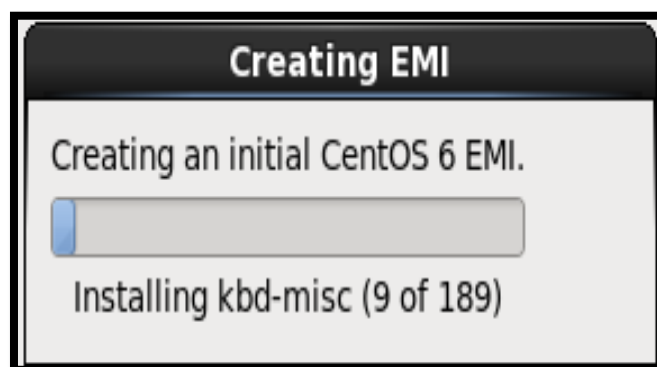 Creating EMI
Creating an initial CentOS 6 EMI.
Installing kbd-misc (9 of 189)